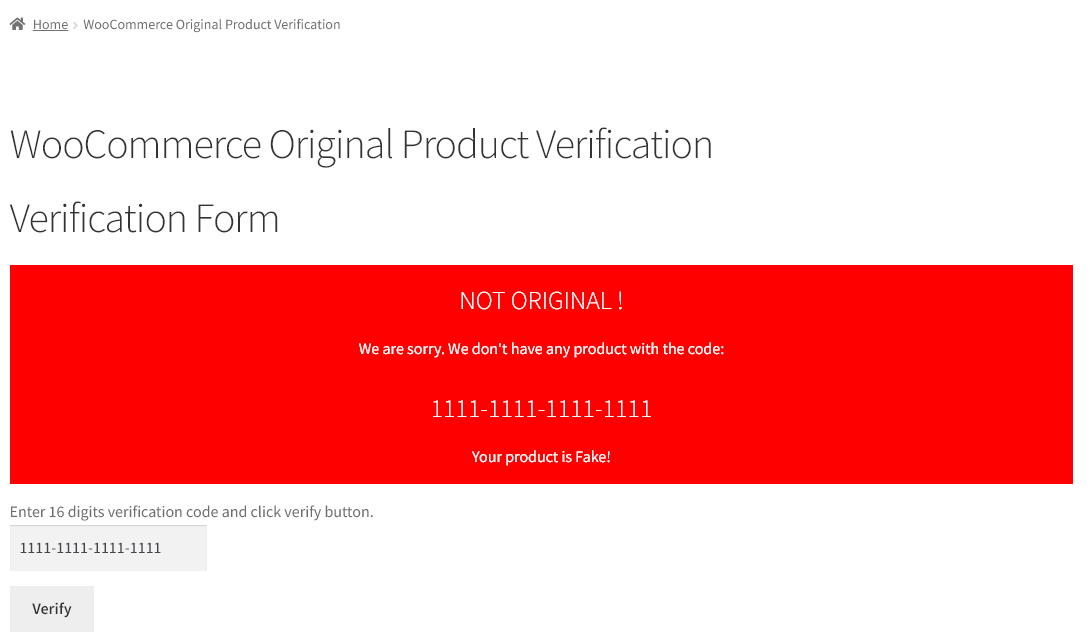 Home > WooCommerce Original Product Verification
WooCommerce Original Product Verification
Verification Form
NOT ORIGINAL !
We are sorry. We don't have any product with the code:
1111-1111-1111-1111
Your product is Fake!
Enter 16 digits verification code and click verify button.
1111-1111-1111-1111
Verify